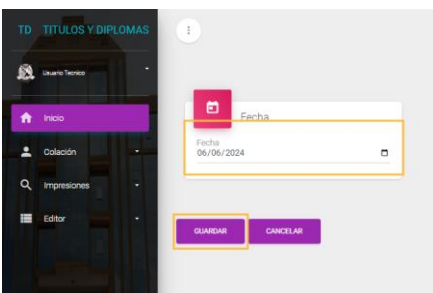 TD TITULOS Y DIPLOMAS
Usuario Tecnico
Inicio
Colación
Impresiones
Editor
Fecha
Fecha
06/06/2024
GUARDAR CANCELAR